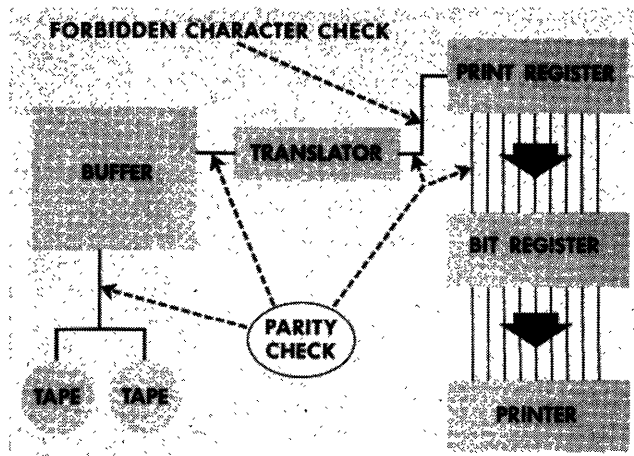 FORBIDDEN CHARACTER CHECK
PRINT REGISTER
TRANSLATOR
BUFFER
BIT REGISTER
PARITY
CHECK
TAPE
TAPE
PRINTER